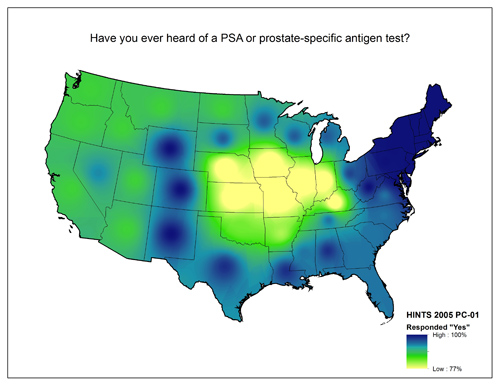 Have you ever heard of a PSA or prostate-specific antigen test?
HINTS 2005 PC-01
Responded "Yes"
High : 100%
Low : 77%